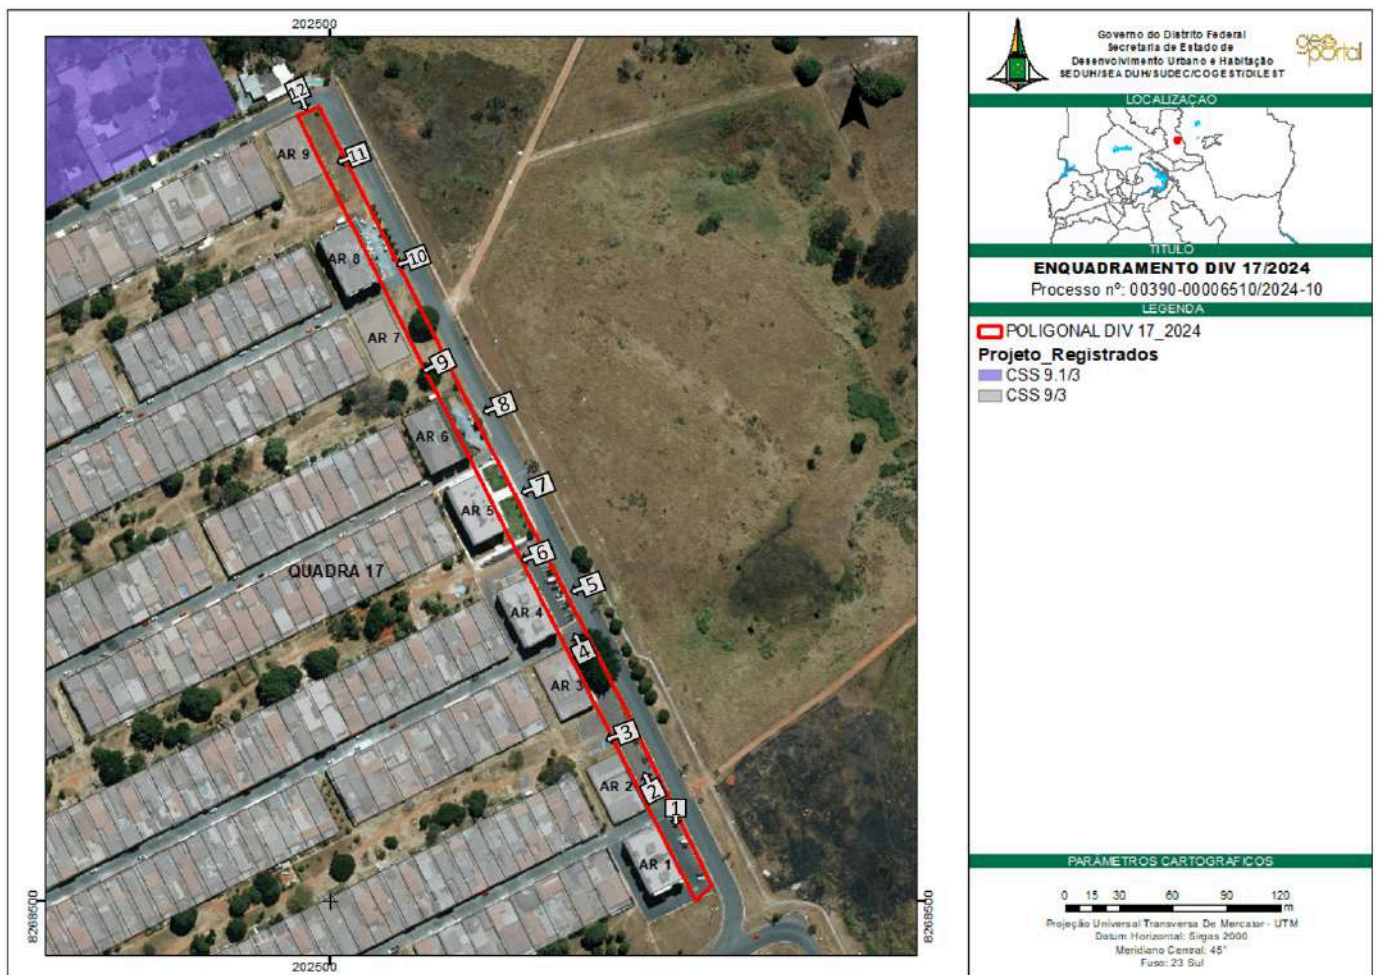 202500
12
AR 9
11
AR 8
10
AR 7
9
8
AR 6
7
AR 5
6
QUADRA 17
5
AR 4
4
AR 3
3
AR 2
2
1
AR 1
8268500
8268500
202500
Governo do Distrito Federal
Secretaria de Estado de
Desenvolvimento Urbano e Habitação
SEDUH/SEADUH/SUDEC/COGEST/DILEST
geo
portal
LOCALIZAÇÃO
TÍTULO
ENQUADRAMENTO DIV 17/2024
Processo nº: 00390-00006510/2024-10
LEGENDA
POLIGONAL DIV 17_2024
Projeto_Registrados
CSS 9.1/3
CSS 9/3
PARÂMETROS CARTOGRÁFICOS
0 15 30 60 90 120
m
Projeção Universal Transversa De Mercator - UTM
Datum Horizontal: Sirgas 2000
Meridiano Central: 45°
Fuso: 23 Sul